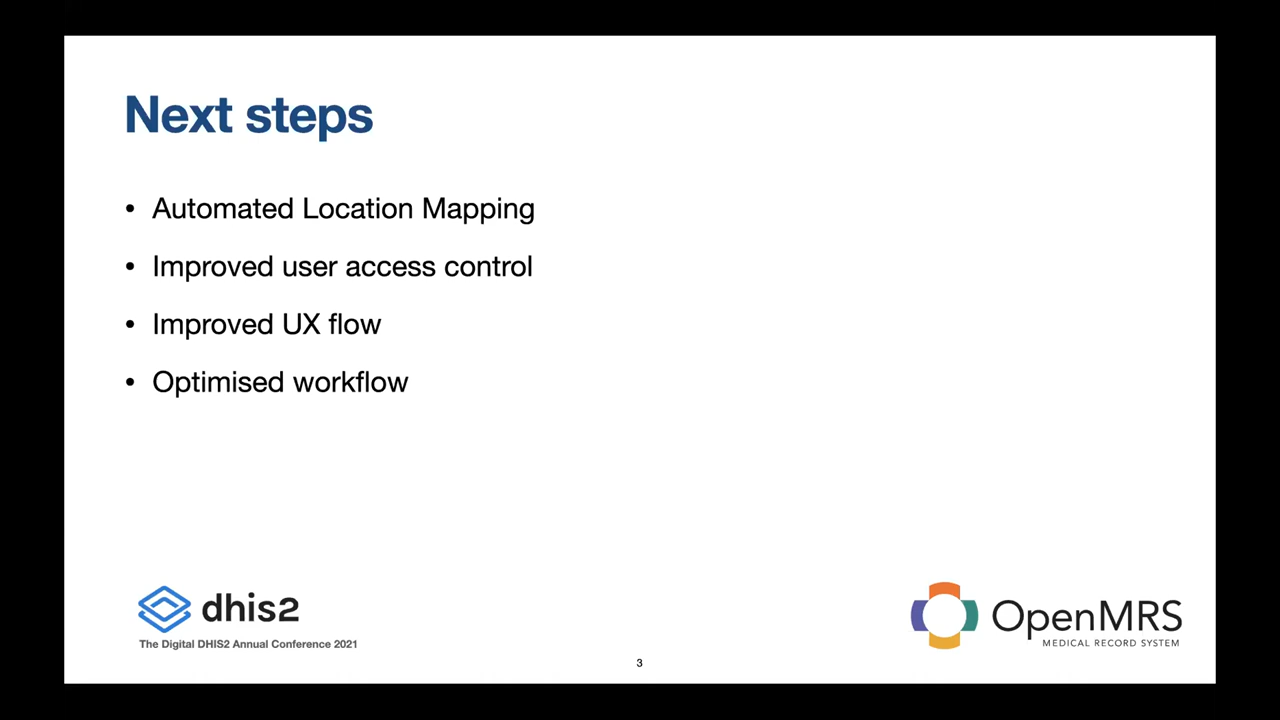 Next steps
• Automated Location Mapping
• Improved user access control
• Improved UX flow
• Optimised workflow
dhis2
The Digital DHIS2 Annual Conference 2021
OpenMRS
MEDICAL RECORD SYSTEM
3